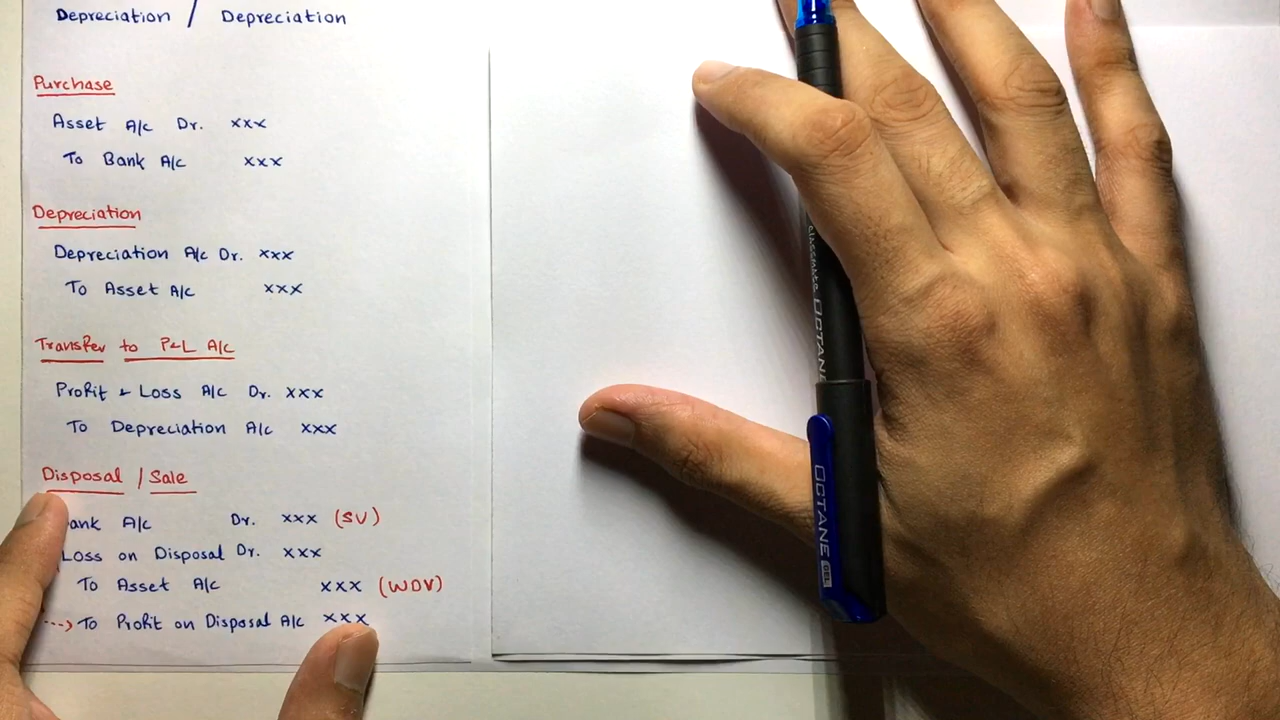 Depreciation / Depreciation
Purchase
Asset A/c Dr. xxx
To Bank A/c xxx
Depreciation
Depreciation A/c Dr. xxx
To Asset A/c xxx
Transfer to P&L A/c
Profit & Loss A/c Dr. xxx
To Depreciation A/c xxx
Disposal / Sale
ank A/c Dr. xxx (SV)
Loss on Disposal Dr. xxx
To Asset A/c xxx (WDV)
---> To Profit on Disposal A/c xxx
classmate OCTANE
OCTANE GEL